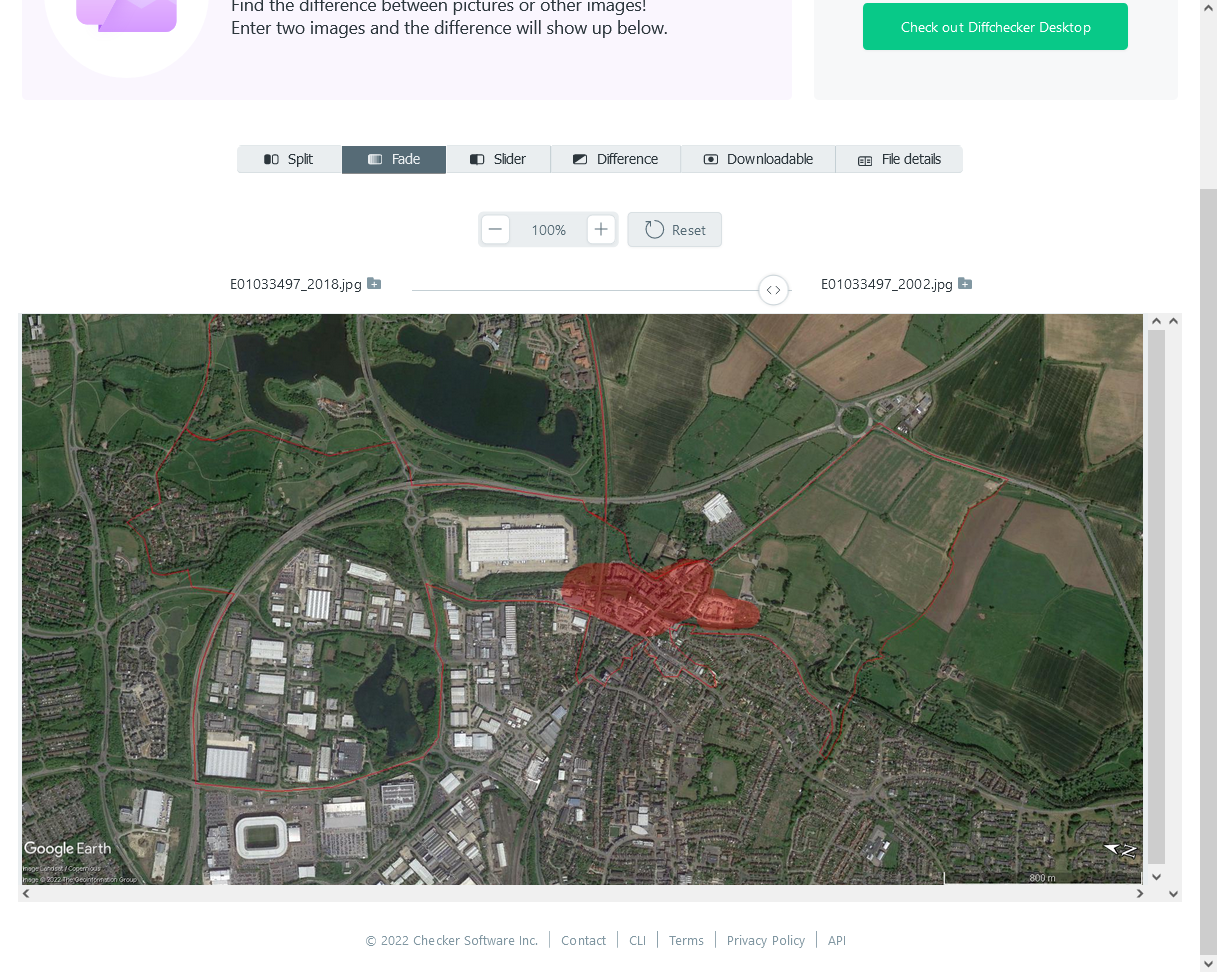 Find the difference between pictures or other images!
Enter two images and the difference will show up below.
Check out Diffchecker Desktop
Split
Fade
Slider
Difference
Downloadable
File details
100%
Reset
E01033497_2018.jpg
E01033497_2002.jpg
Google Earth
Image Landsat / Copernicus
Image © 2022 The GeoInformation Group
800 m
© 2022 Checker Software Inc.
Contact
CLI
Terms
Privacy Policy
API